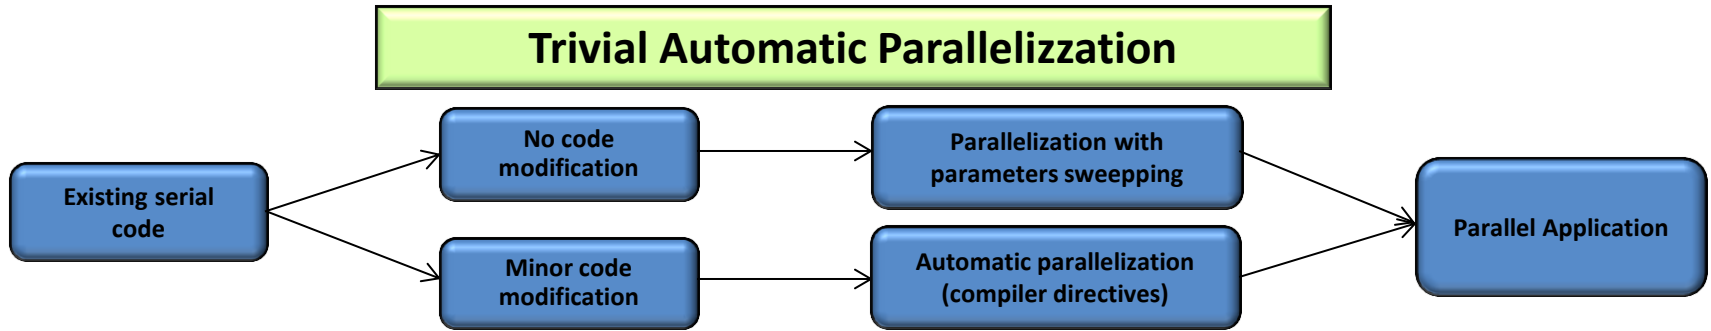 Trivial Automatic Parallelizzation
Existing serial
code
No code
modification
Parallelization with
parameters sweepping
Minor code
modification
Automatic parallelization
(compiler directives)
Parallel Application